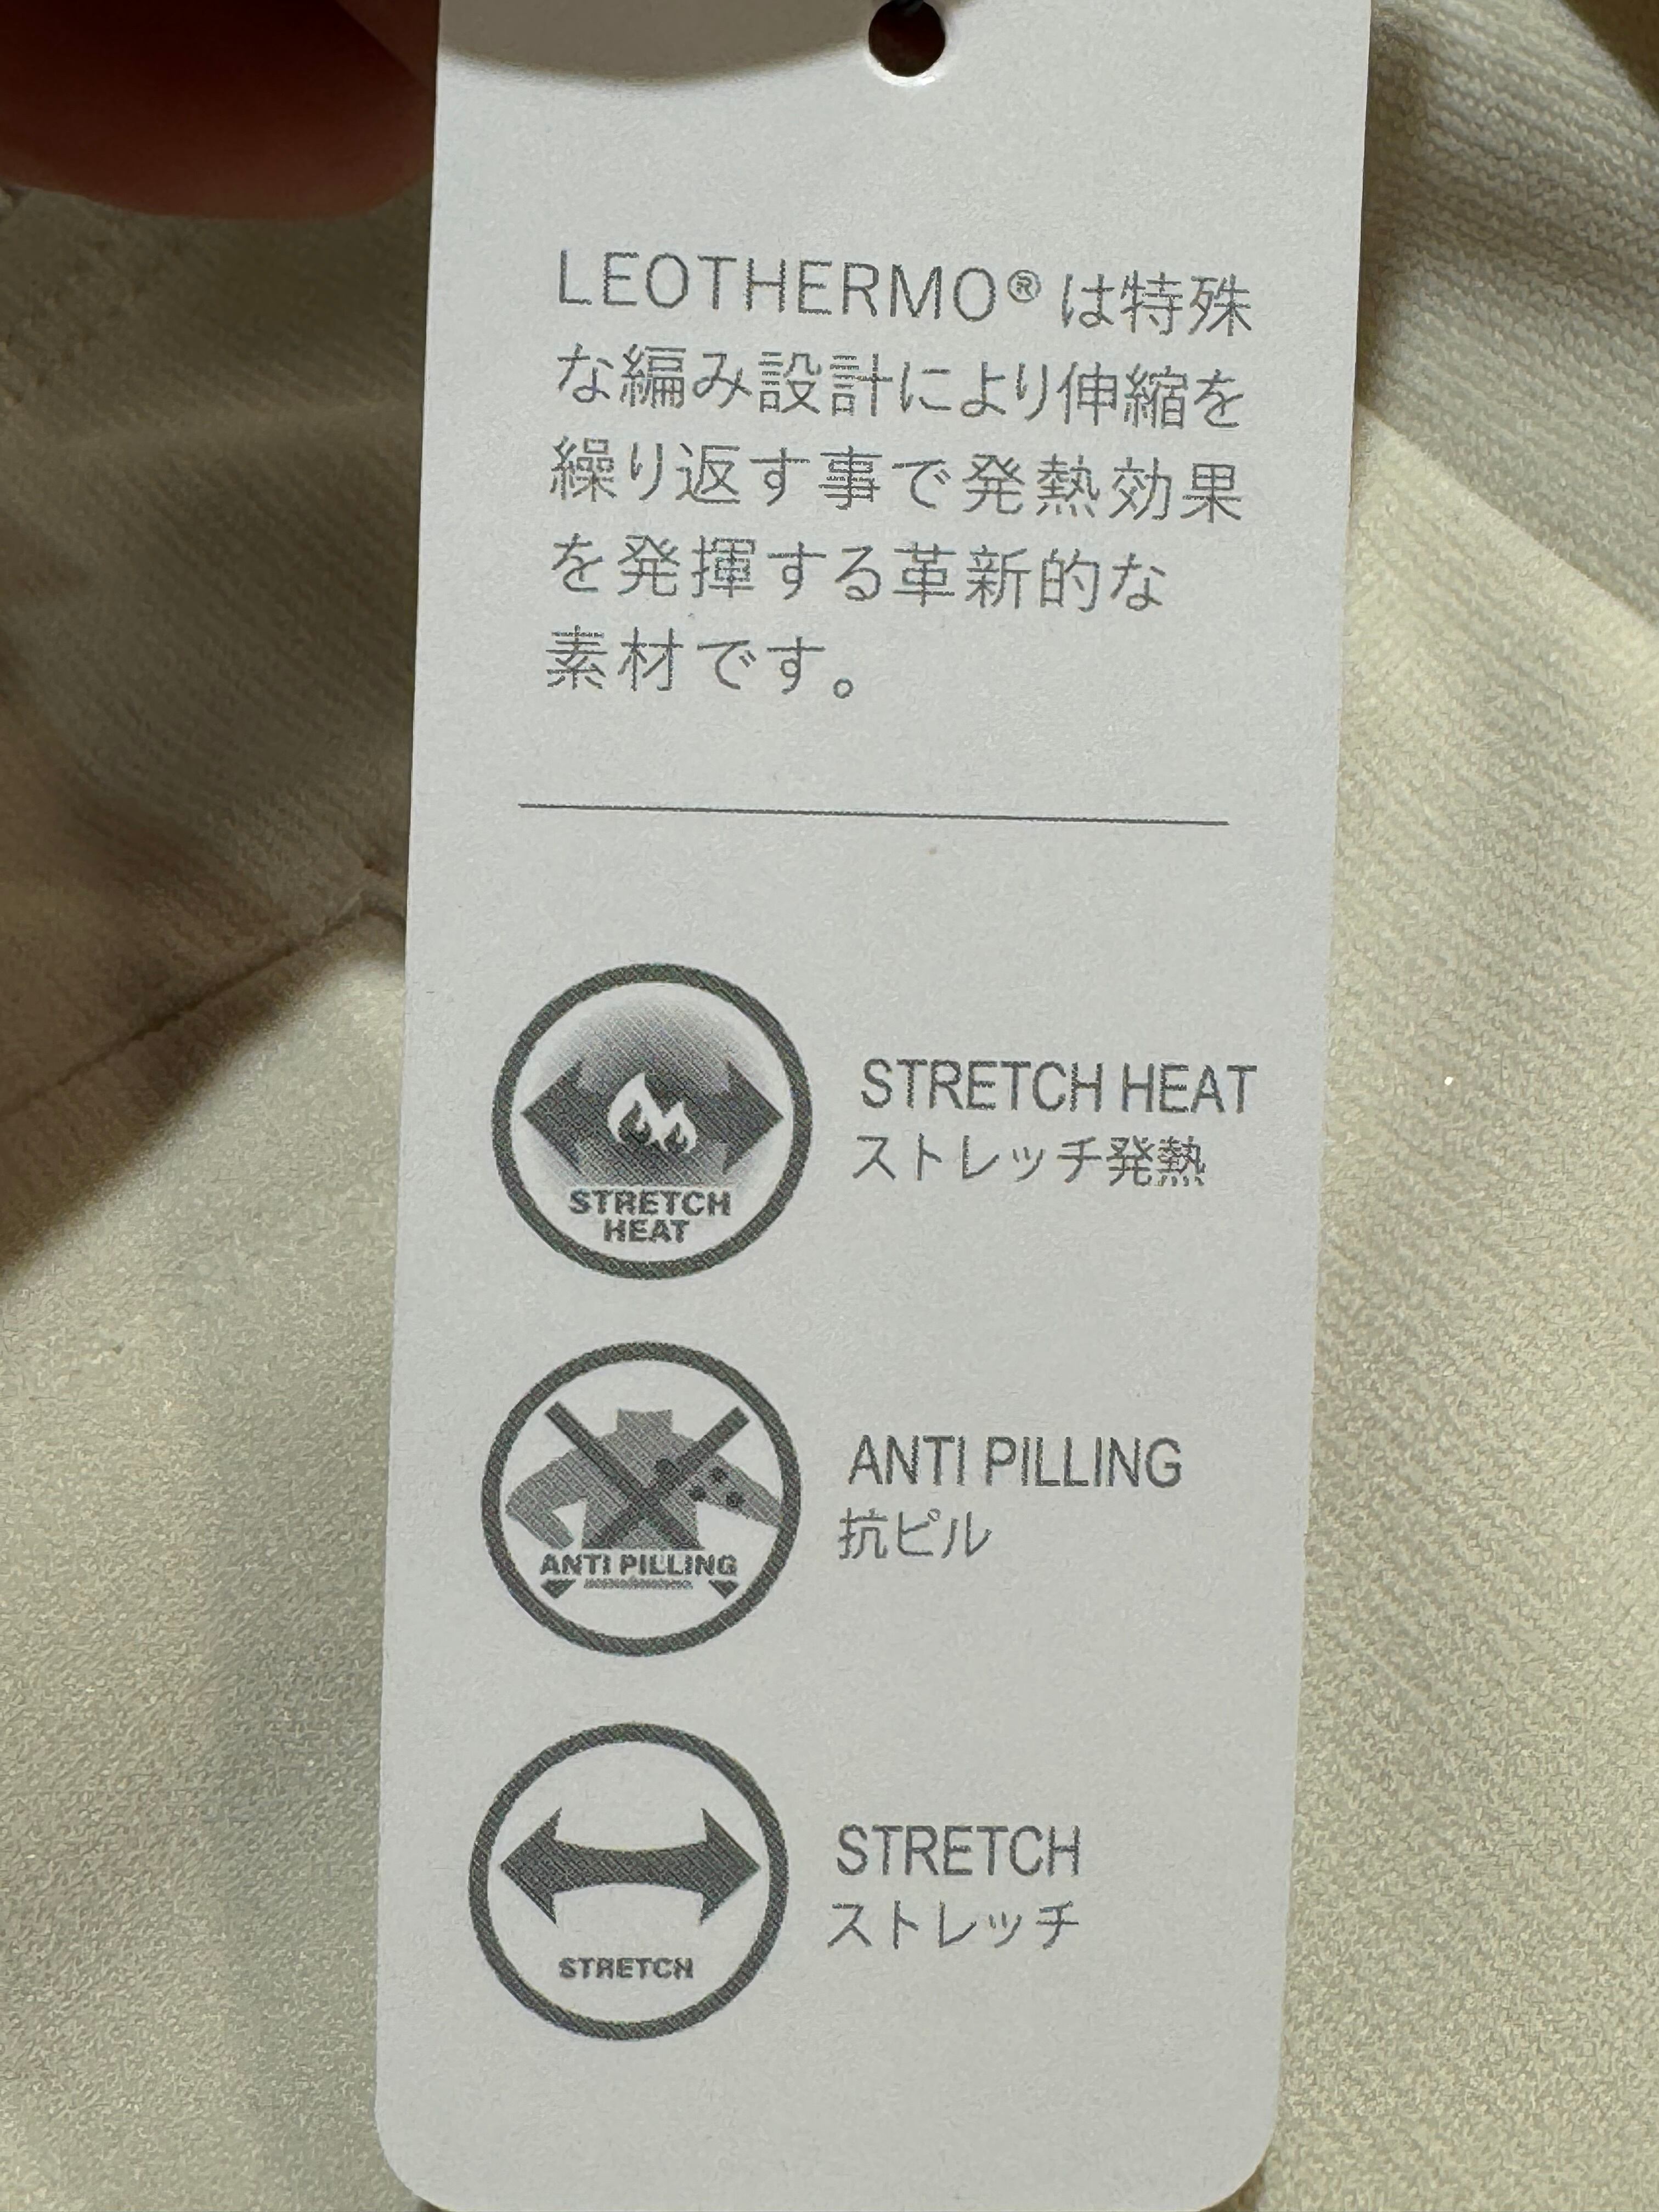 LEOTHERMO® は特殊
な編み設計により伸縮を
繰り返す事で発熱効果
を発揮する革新的な
素材です。
STRETCH
HEAT
STRETCH HEAT
ストレッチ発熱
ANTI PILLING
ANTI PILLING
抗ピル
STRETCH
STRETCH
ストレッチ